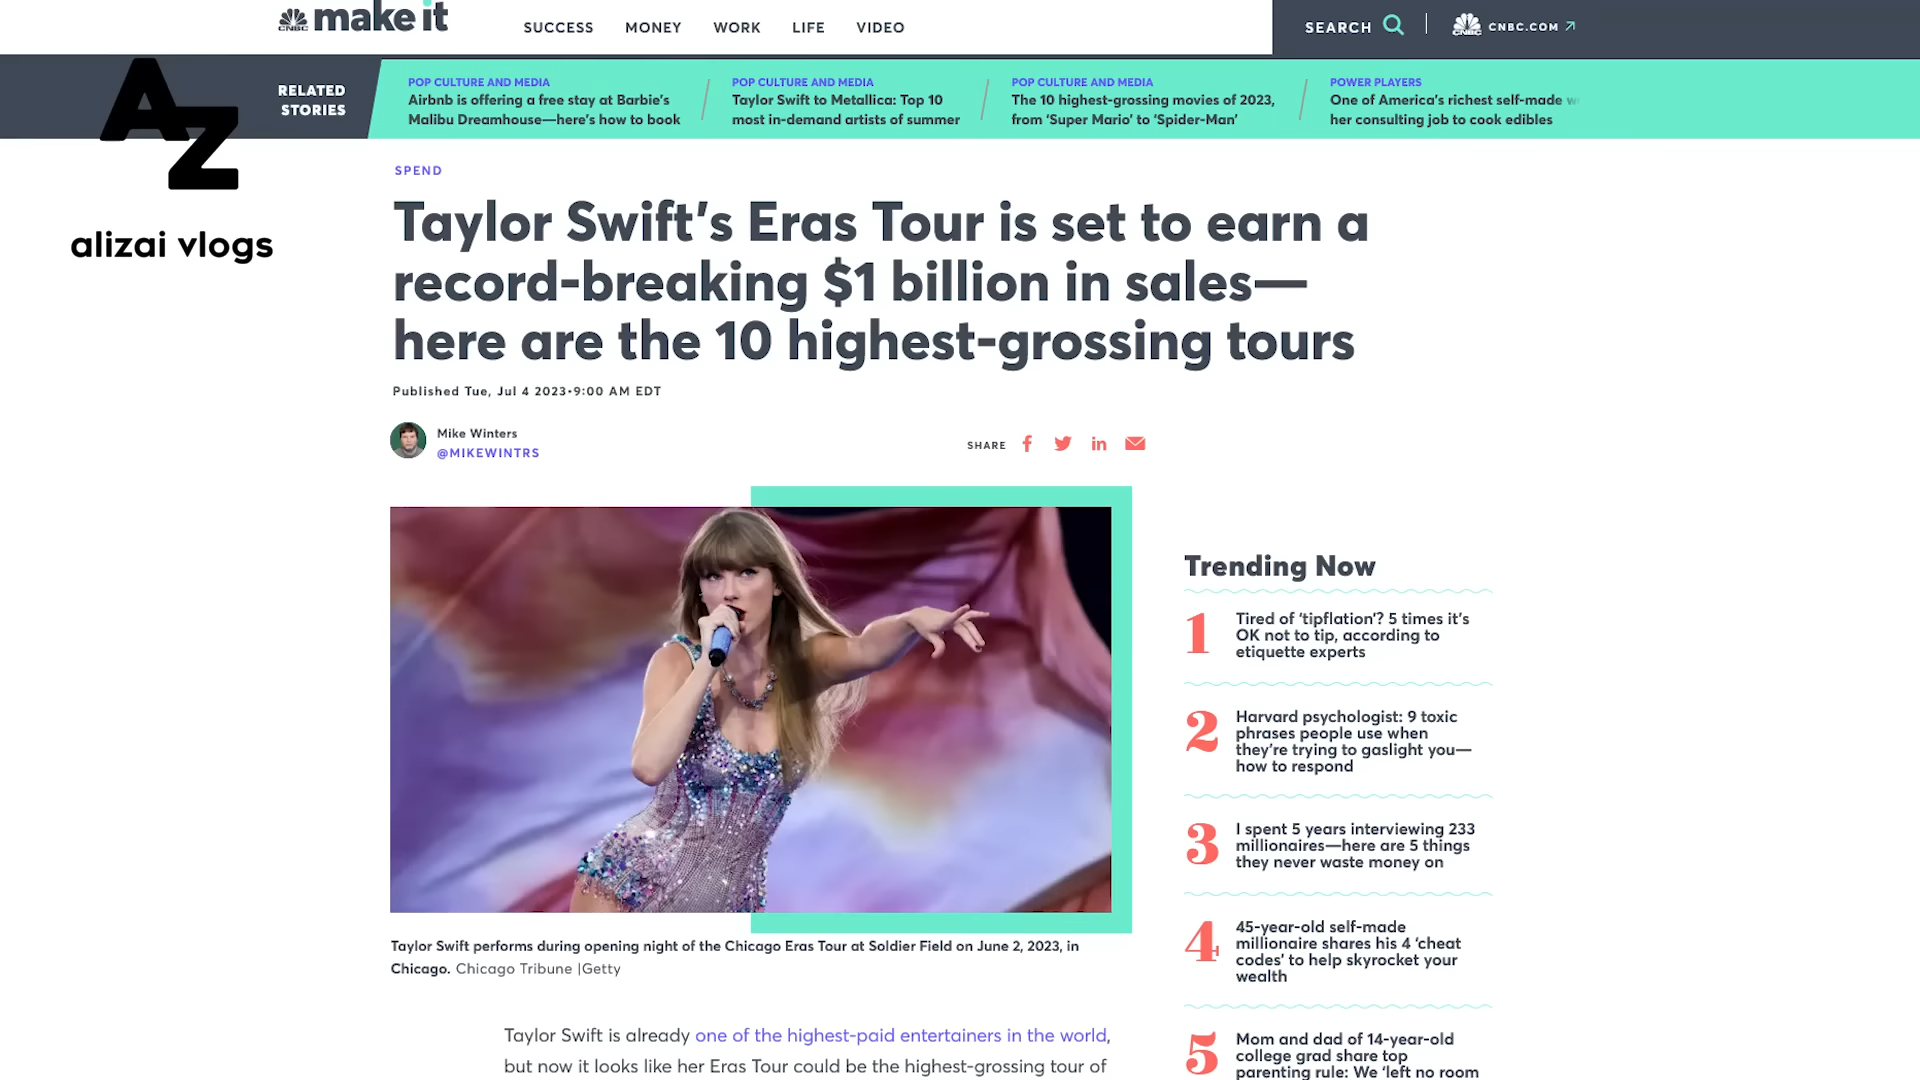 CNBC make it
SUCCESS MONEY WORK LIFE VIDEO
SEARCH
CNBC CNBC.COM
RELATED
STORIES
POP CULTURE AND MEDIA
Airbnb is offering a free stay at Barbie's
Malibu Dreamhouse—here's how to book
POP CULTURE AND MEDIA
Taylor Swift to Metallica: Top 10
most in-demand artists of summer
POP CULTURE AND MEDIA
The 10 highest-grossing movies of 2023,
from 'Super Mario' to 'Spider-Man'
POWER PLAYERS
One of America's richest self-made
her consulting job to cook edibles
AZ
alizai vlogs
SPEND
Taylor Swift's Eras Tour is set to earn a
record-breaking $1 billion in sales—
here are the 10 highest-grossing tours
Published Tue, Jul 4 2023•9:00 AM EDT
Mike Winters
@MIKEWINTRS
SHARE
Taylor Swift performs during opening night of the Chicago Eras Tour at Soldier Field on June 2, 2023, in
Chicago. Chicago Tribune |Getty
Taylor Swift is already one of the highest-paid entertainers in the world,
but now it looks like her Eras Tour could be the highest-grossing tour of
Trending Now
1
Tired of 'tipflation'? 5 times it's
OK not to tip, according to
etiquette experts
2
Harvard psychologist: 9 toxic
phrases people use when
they're trying to gaslight you—
how to respond
3
I spent 5 years interviewing 233
millionaires—here are 5 things
they never waste money on
4
45-year-old self-made
millionaire shares his 4 'cheat
codes' to help skyrocket your
wealth
5
Mom and dad of 14-year-old
college grad share top
parenting rule: We 'left no room